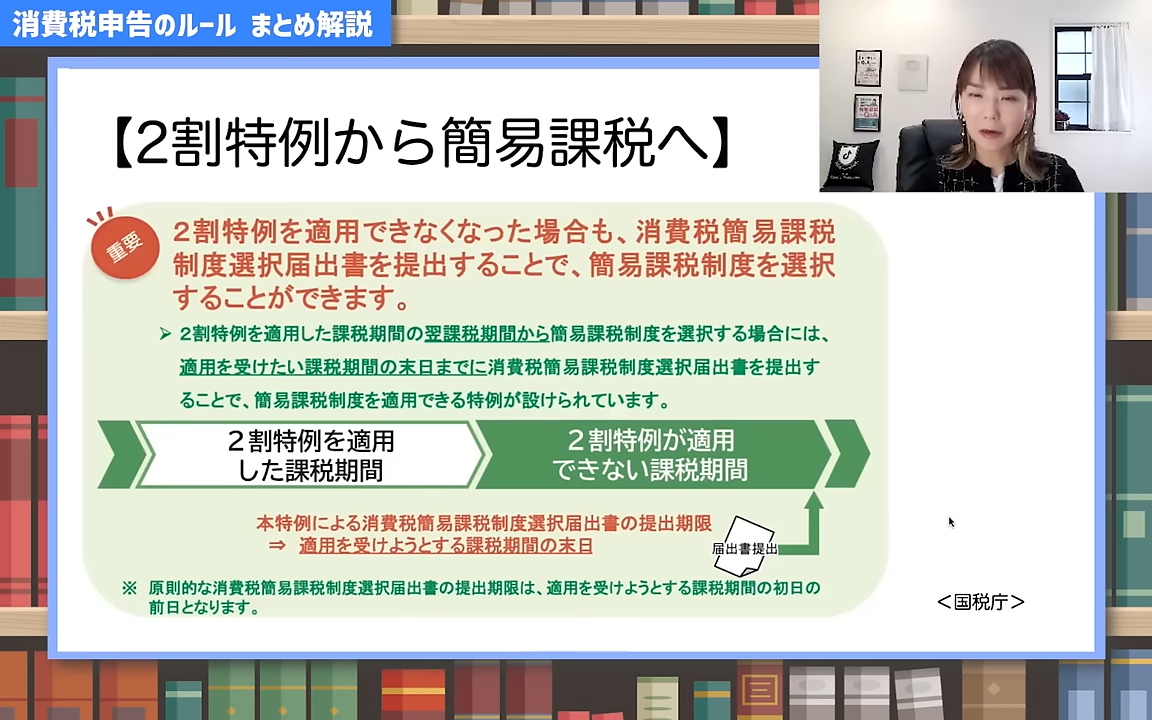 消費税申告のルール まとめ解説
【2割特例から簡易課税へ】
重要
2割特例を適用できなくなった場合も、消費税簡易課税
制度選択届出書を提出することで、簡易課税制度を選択
することができます。
➢ 2割特例を適用した課税期間の翌課税期間から簡易課税制度を選択する場合には、
適用を受けたい課税期間の末日までに消費税簡易課税制度選択届出書を提出す
ることで、簡易課税制度を適用できる特例が設けられています。
2割特例を適用
した課税期間
2割特例が適用
できない課税期間
本特例による消費税簡易課税制度選択届出書の提出期限
⇒ 適用を受けようとする課税期間の末日
届出書提出
※ 原則的な消費税簡易課税制度選択届出書の提出期限は、適用を受けようとする課税期間の初日の
前日となります。
＜国税庁＞